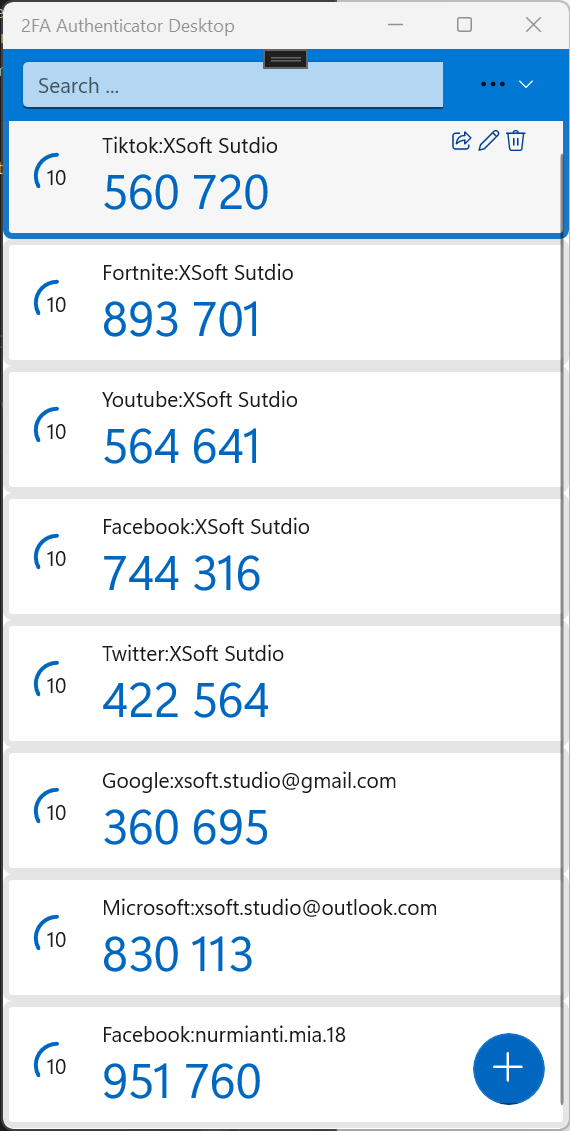 2FA Authenticator Desktop
Search ...
Tiktok:XSoft Sutdio
10
560 720
Fortnite:XSoft Sutdio
10
893 701
Youtube:XSoft Sutdio
10
564 641
Facebook:XSoft Sutdio
10
744 316
Twitter:XSoft Sutdio
10
422 564
Google:xsoft.studio@gmail.com
10
360 695
Microsoft:xsoft.studio@outlook.com
10
830 113
Facebook:nurmianti.mia.18
10
951 760